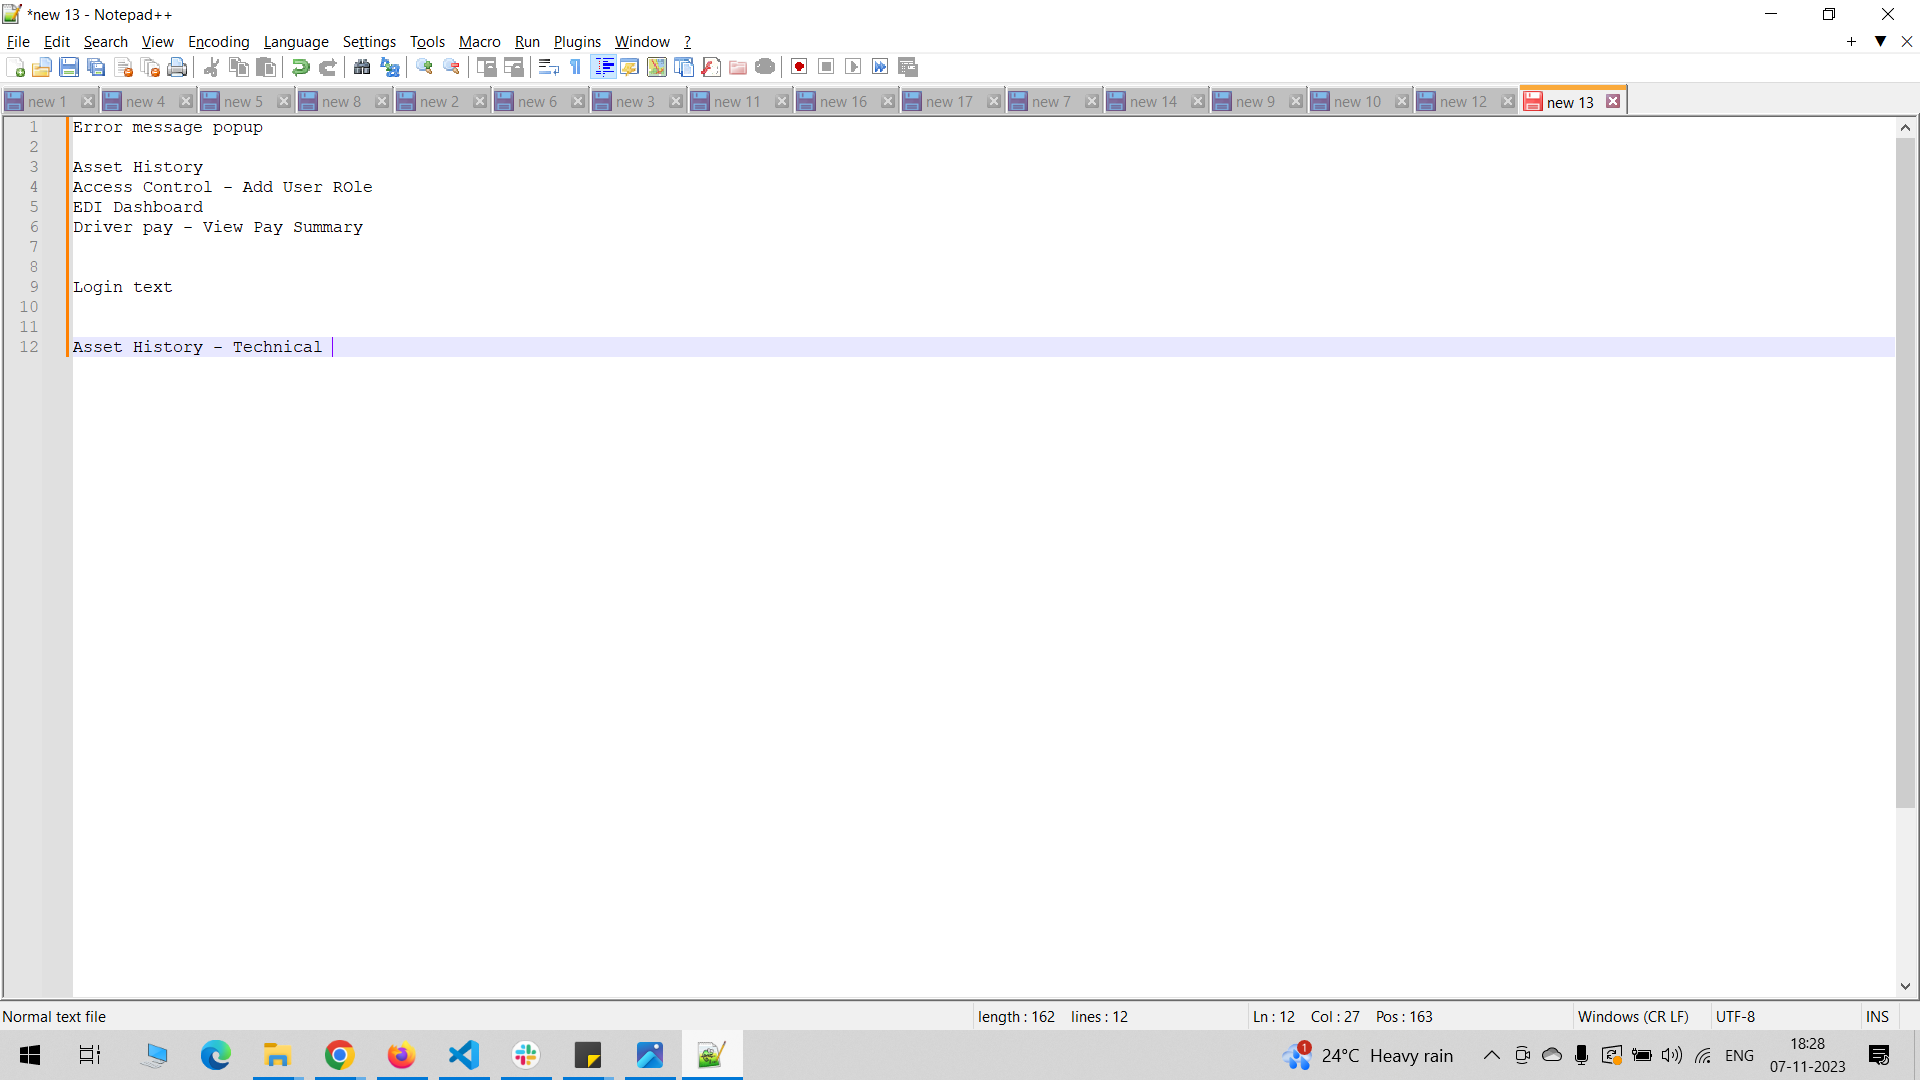 *new 13 - Notepad++
File Edit Search View Encoding Language Settings Tools Macro Run Plugins Window ?
new 1 new 4 new 5 new 8 new 2 new 6 new 3 new 11 new 16 new 17 new 7 new 14 new 9 new 10 new 12 new 13
1 Error message popup
2
3 Asset History
4 Access Control - Add User ROle
5 EDI Dashboard
6 Driver pay - View Pay Summary
7
8
9 Login text
10
11
12 Asset History - Technical
Normal text file length : 162 lines : 12 Ln : 12 Col : 27 Pos : 163 Windows (CR LF) UTF-8 INS
1 24°C Heavy rain ENG 18:28
07-11-2023